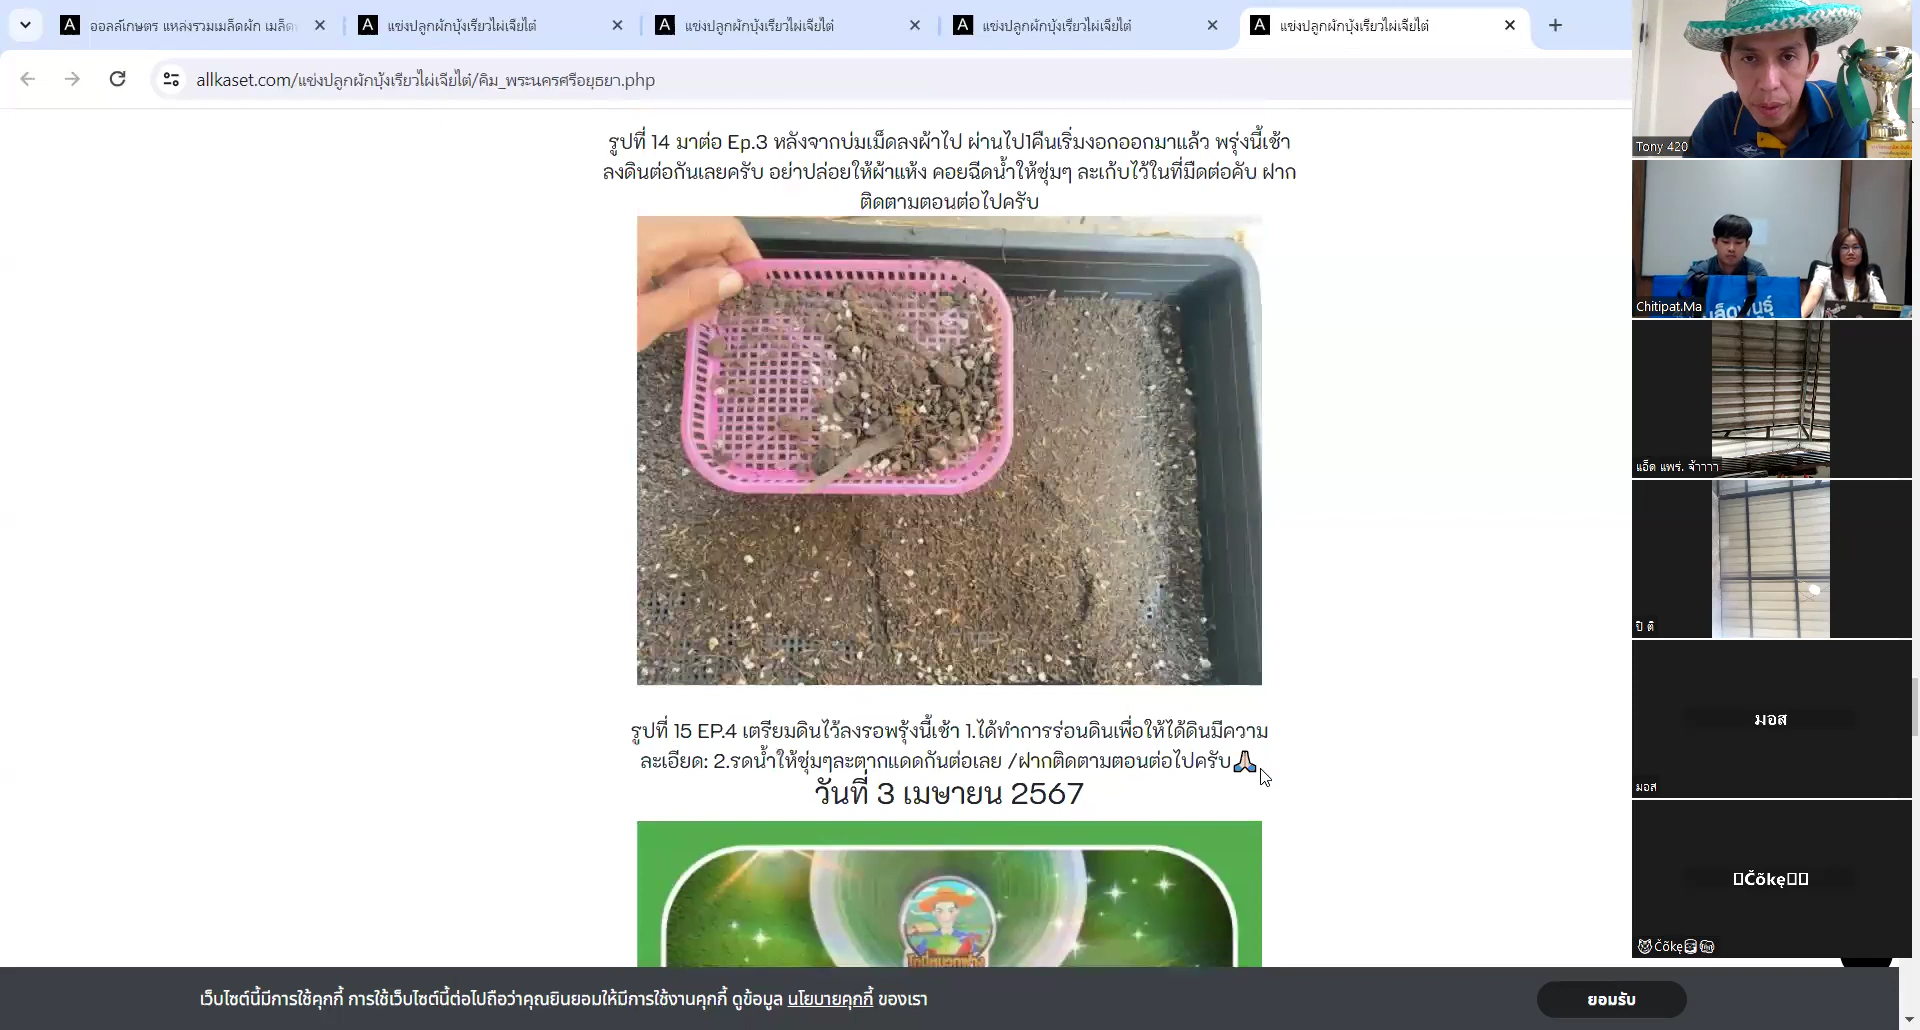 ออลล์เกษตร แหล่งรวมเมล็ดผัก เมล็ด
แข่งปลูกผักบุ้งเรียวไผ่เจียไต๋
แข่งปลูกผักบุ้งเรียวไผ่เจียไต๋
แข่งปลูกผักบุ้งเรียวไผ่เจียไต๋
แข่งปลูกผักบุ้งเรียวไผ่เจียไต๋
allkaset.com/แข่งปลูกผักบุ้งเรียวไผ่เจียไต๋/คิม_พระนครศรีอยุธยา.php
รูปที่ 14 มาต่อ Ep.3 หลังจากบ่มเม็ดลงผ้าไป ผ่านไป1คืนเริ่มงอกออกมาแล้ว พรุ่งนี้เช้า
ลงดินต่อกันเลยครับ อย่าปล่อยให้ผ้าแห้ง คอยฉีดน้ำให้ชุ่มๆ ละเก็บไว้ในที่มืดต่อคับ ฝาก
ติดตามตอนต่อไปครับ
รูปที่ 15 EP.4 เตรียมดินไว้ลงรอพรุ้งนี้เช้า 1.ได้ทำการร่อนดินเพื่อให้ได้ดินมีความ
ละเอียด: 2.รดน้ำให้ชุ่มๆละตากแดดกันต่อเลย /ฝากติดตามตอนต่อไปครับ🙏
วันที่ 3 เมษายน 2567
Tony 420
Chitipat.Ma
แอ็ด แพร่. จ้าาาา
ปิ ติ
มอส
มอส
Čõkę
Čõkę
เว็บไซต์นี้มีการใช้คุกกี้ การใช้เว็บไซต์นี้ต่อไปถือว่าคุณยินยอมให้มีการใช้งานคุกกี้ ดูข้อมูล นโยบายคุกกี้ ของเรา
ยอมรับ